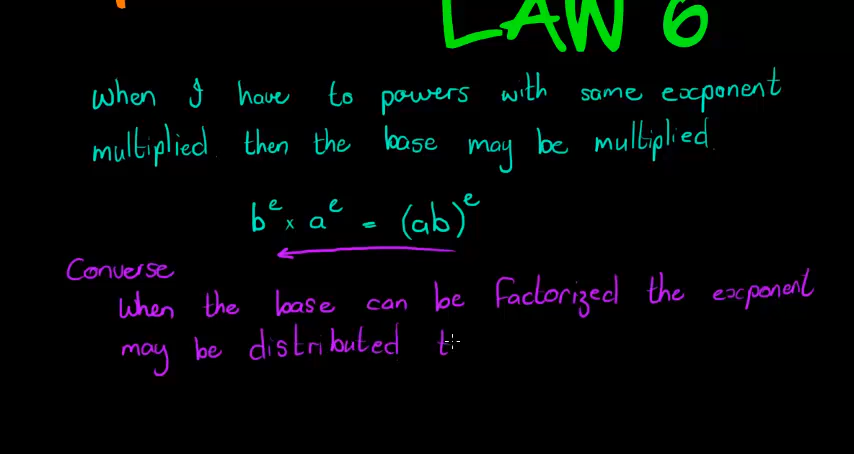 LAW 6
When I have to powers with same exponent
multiplied then the base may be multiplied.
b^e × a^e = (ab)^e
Converse
When the base can be factorized the exponent
may be distributed t